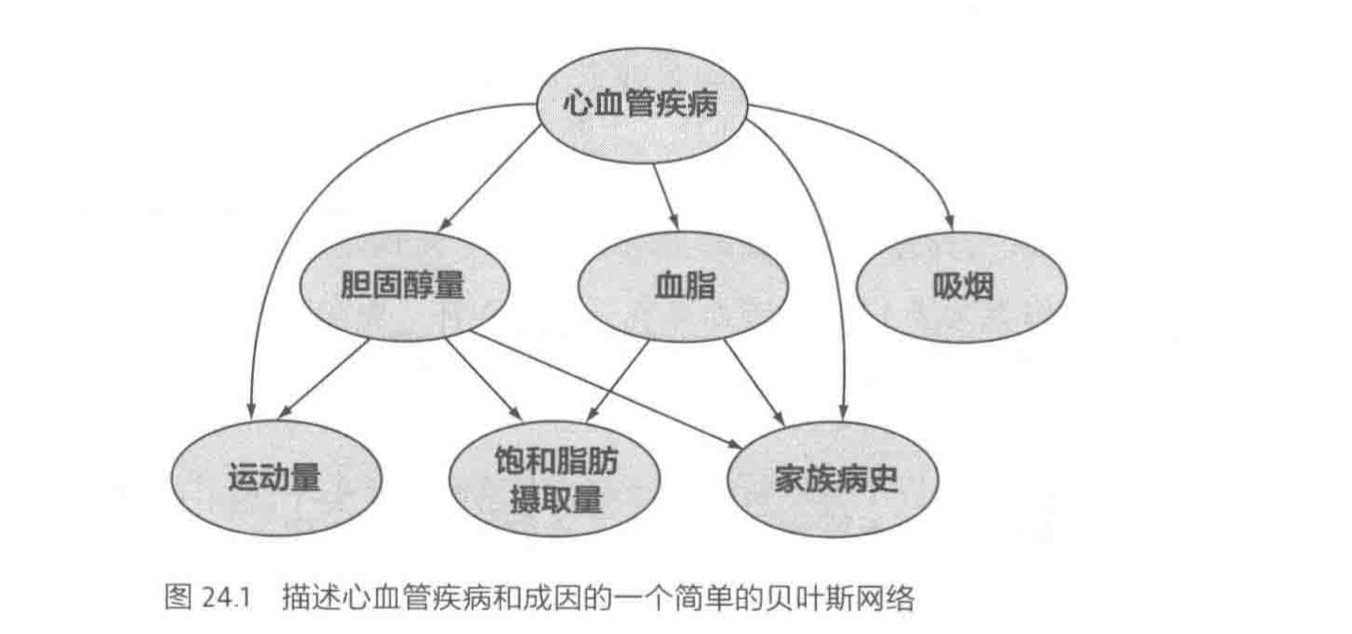 心血管疾病
胆固醇量
血脂
吸烟
运动量
饱和脂肪
摄取量
家族病史
图 24.1 描述心血管疾病和成因的一个简单的贝叶斯网络